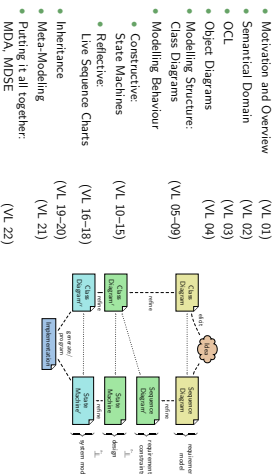 • Motivation and Overview (VL 01)
• Semantical Domain (VL 02)
• OCL (VL 03)
• Object Diagrams (VL 04)
• Modelling Structure:
Class Diagrams (VL 05–09)
• Modelling Behaviour
• Constructive:
State Machines (VL 10–15)
• Reflective:
Live Sequence Charts (VL 16–18)
• Inheritance (VL 19–20)
• Meta-Modeling (VL 21)
• Putting it all together:
MDA, MDSE (VL 22)
Idea
elicit
Class
Diagram
Sequence
Diagram
requirements
model
refine
refine
Sequence
Diagram'
requirements
constraints
Class
Diagram'
State
Machine
design
refine
refine
Class
Diagram''
State
Machine'
system model
generate/
program
Implementation